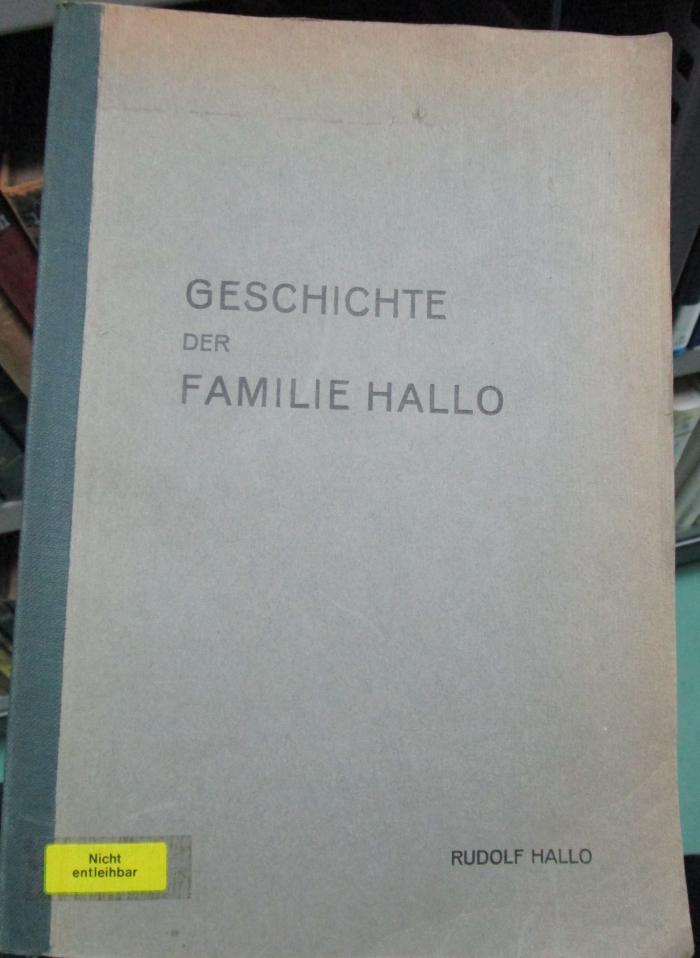 GESCHICHTE
DER
FAMILIE HALLO
RUDOLF HALLO
Nicht
entleihbar